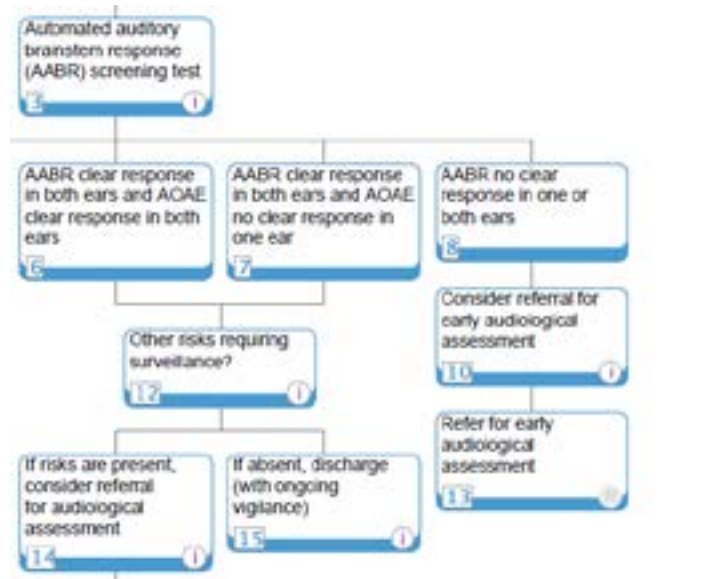 Automated auditory
brainstem response
(AABR) screening test
3
i
AABR clear response
in both ears and AOAE
clear response in both
ears
6
AABR clear response
in both ears and AOAE
no clear response in
one ear
7
AABR no clear
response in one or
both ears
8
Consider referral for
early audiological
assessment
10
i
Other risks requiring
surveillance?
12
i
Refer for early
audiological
assessment
13
If risks are present,
consider referral
for audiological
assessment
14
i
If absent, discharge
(with ongoing
vigilance)
15
i